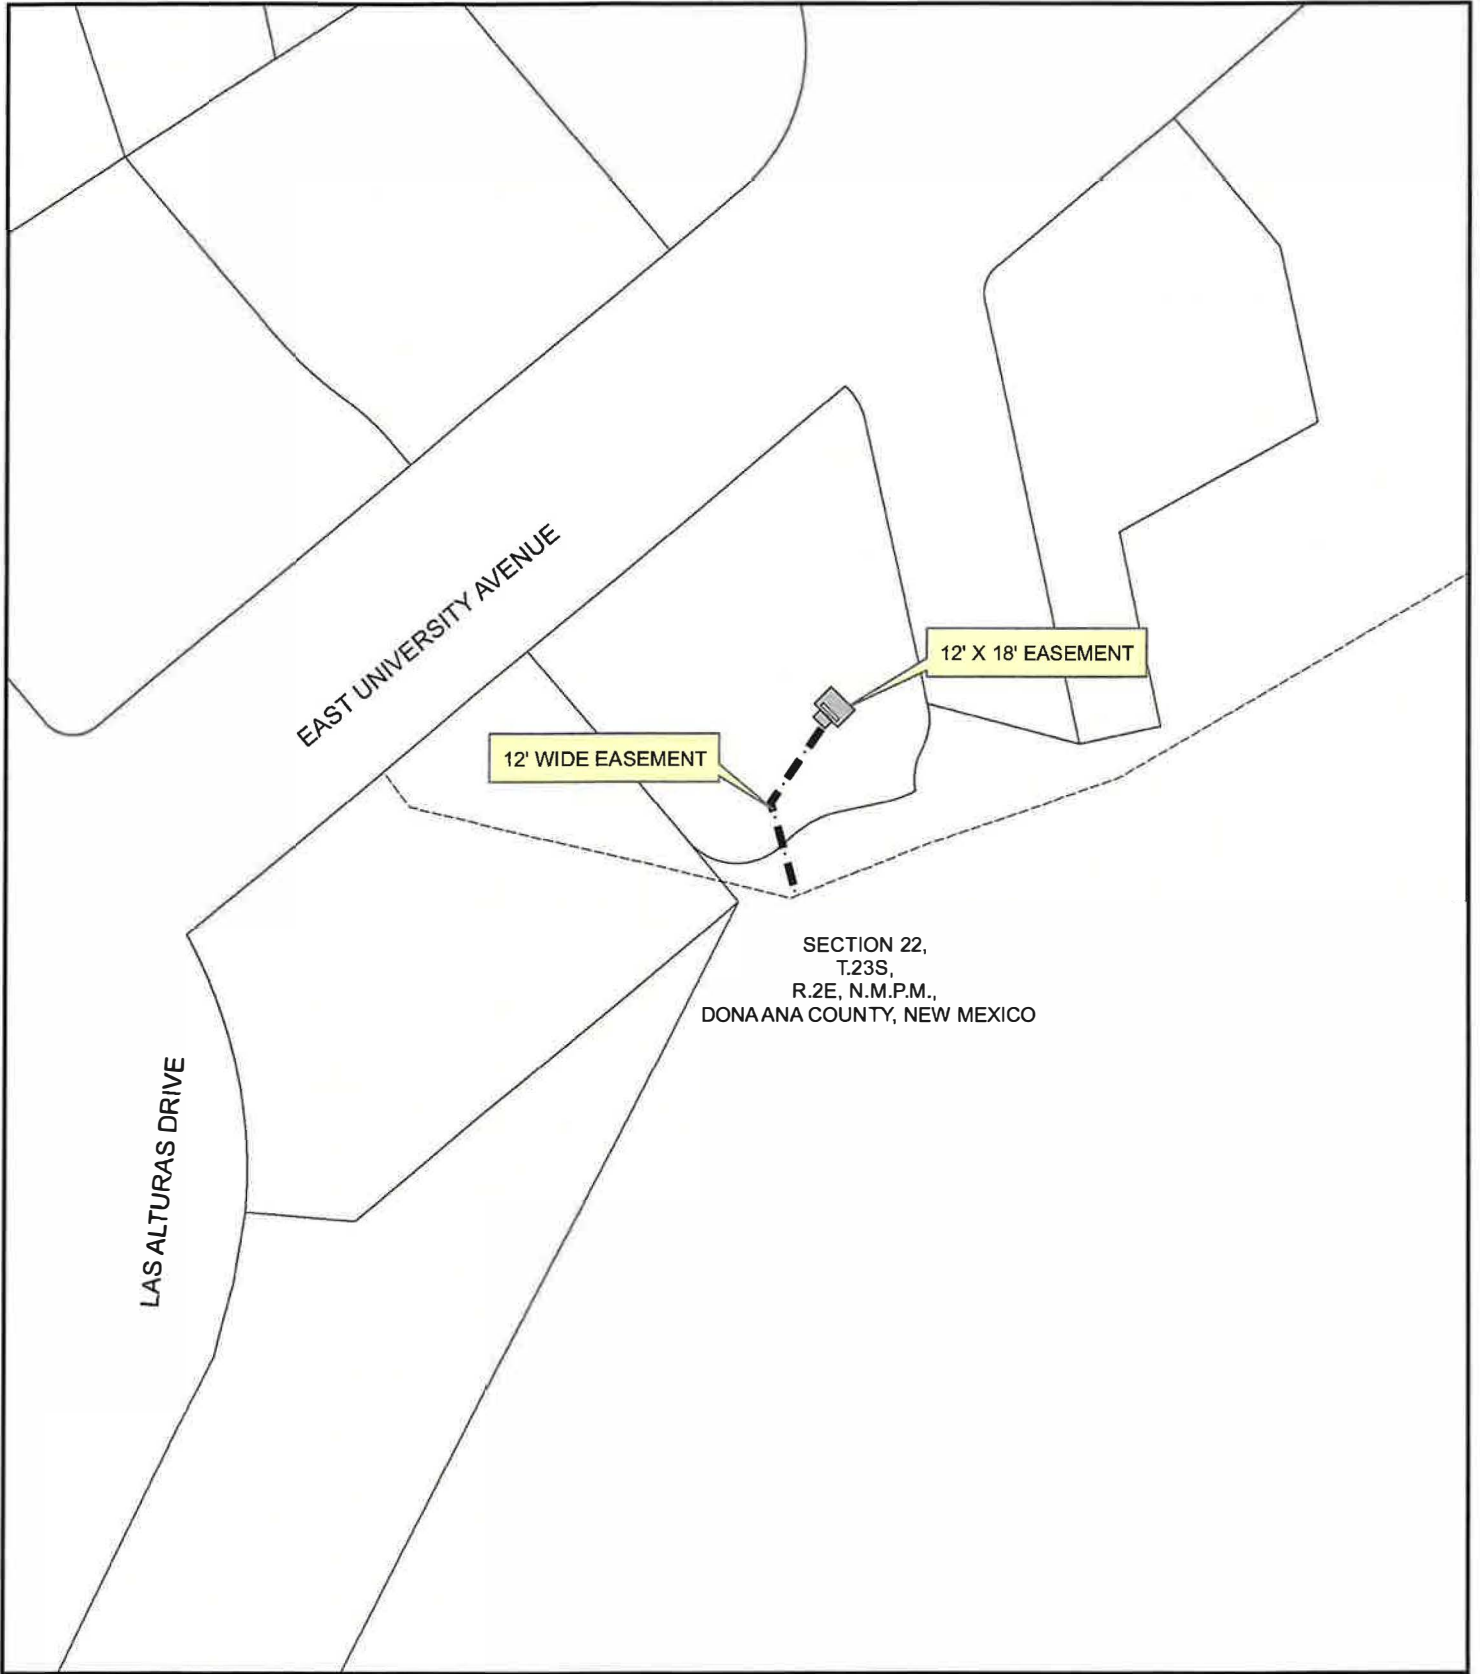 EAST UNIVERSITY AVENUE
12' X 18' EASEMENT
12' WIDE EASEMENT
SECTION 22,
T.23S,
R.2E, N.M.P.M.,
DONA ANA COUNTY, NEW MEXICO
LAS ALTURAS DRIVE